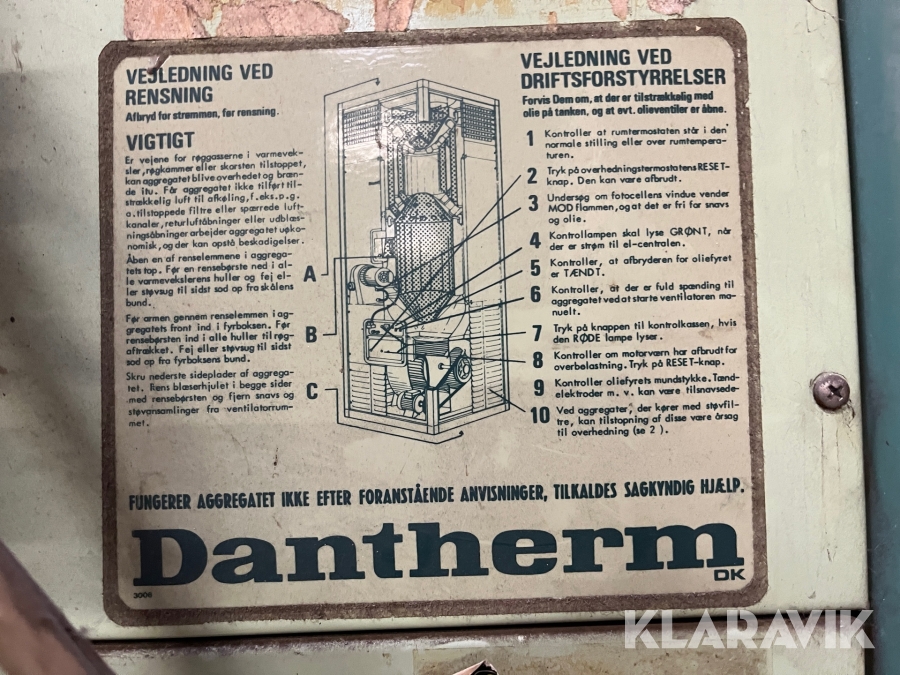 VEJLEDNING VED
RENSNING
Afbryd for strømmen, før rensning.
VIGTIGT
Er vejene for røggasserne i varmevek-
sler, røgkammer eller skorsten tilstoppet,
kan aggregatet blive overhedet og bræn-
de itu. Får aggregatet ikke tilført til-
strækkelig luft til afkøling, f.eks. p.g.
a. tilstoppede filtre eller spærrede luft-
kanaler, returluftåbninger eller udblæs-
ningsåbninger arbejder aggregatet uøko-
nomisk, og der kan opstå beskadigelser.
Åben en af renselemmene i aggrega-
tets top. Før en rensebørste ned i al-
le varmevekslerens huller og fej el-
ler støvsug til sidst sod op fra skålens
bund.
Før armen gennem renselemmen i ag-
gregatets front ind i fyrboksen. Før
rensebørsten ind i alle huller til røg-
aftrækket. Fej eller støvsug til sidst
sod op fra fyrboksens bund.
Skru nederste sideplader af aggrega-
tet. Rens blæserhjulet i begge sider
med rensebørsten og fjern snavs og
støvansamlinger fra ventilatorrum-
met.
A
B
C
VEJLEDNING VED
DRIFTSFORSTYRRELSER
Forvis Dem om, at der er tilstrækkelig med
olie på tanken, og at evt. olieventiler er åbne.
1 Kontroller at rumtermostaten står i den
normale stilling eller over rumtempera-
turen.
2 Tryk på overhedningstermostatens RESET-
knap. Den kan være afbrudt.
3 Undersøg om fotocellens vindue vender
MOD flammen, og at det er fri for snavs
og olie.
4 Kontrollampen skal lyse GRØNT, når
der er strøm til el-centralen.
5 Kontroller, at afbryderen for oliefyret
er TÆNDT.
6 Kontroller, at der er fuld spænding til
aggregatet ved at starte ventilatoren ma-
nuelt.
7 Tryk på knappen til kontrolkassen, hvis
den RØDE lampe lyser.
8 Kontroller om motorværn har afbrudt for
overbelastning. Tryk på RESET-knap.
9 Kontroller oliefyrets mundstykke. Tænd-
elektroder m. v. kan være tilsnavsede.
10 Ved aggregater, der kører med støvfil-
tre, kan tilstopning af disse være årsag
til overhedning (se 2 ).
FUNGERER AGGREGATET IKKE EFTER FORANSTÅENDE ANVISNINGER, TILKALDES SAGKYNDIG HJÆLP.
Dantherm
DK
3006
KLARAVIK